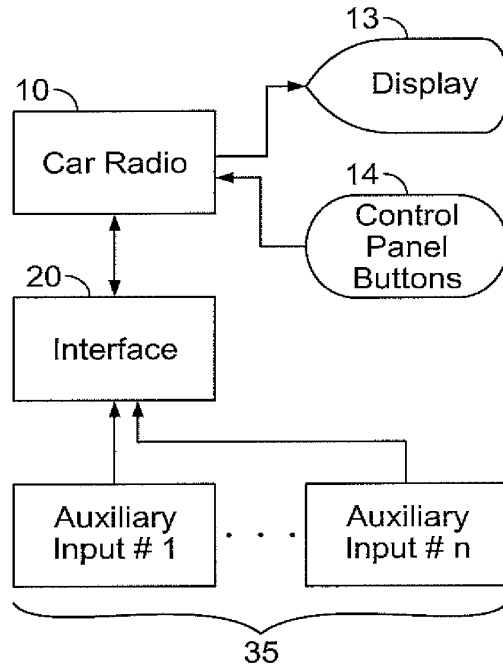 13
Display
10
Car Radio
14
Control
Panel
Buttons
20
Interface
Auxiliary
Input # 1
. . . .
Auxiliary
Input # n
35